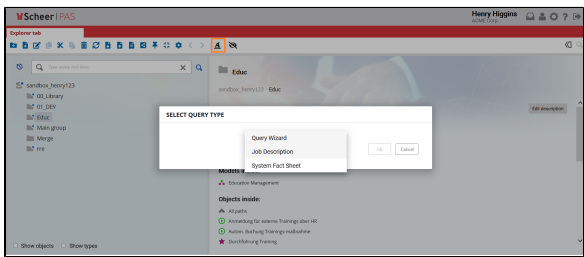 Scheer PAS
Henry Higgins
ACME Corp.
Explorer tab
sandbox_henry123
00_Library
01_DEV
Educ
Main group
Merge
Show objects
Show types
Educ
sandbox_henry123 Educ
Edit description
SELECT QUERY TYPE
Query Wizard
Job Description
System Fact Sheet
Ok
Cancel
Models
Education Management
Objects inside:
All paths
Anmeldung für externe Trainings über HR
Autom. Buchung Trainings-maßnahme
Durchführung Training